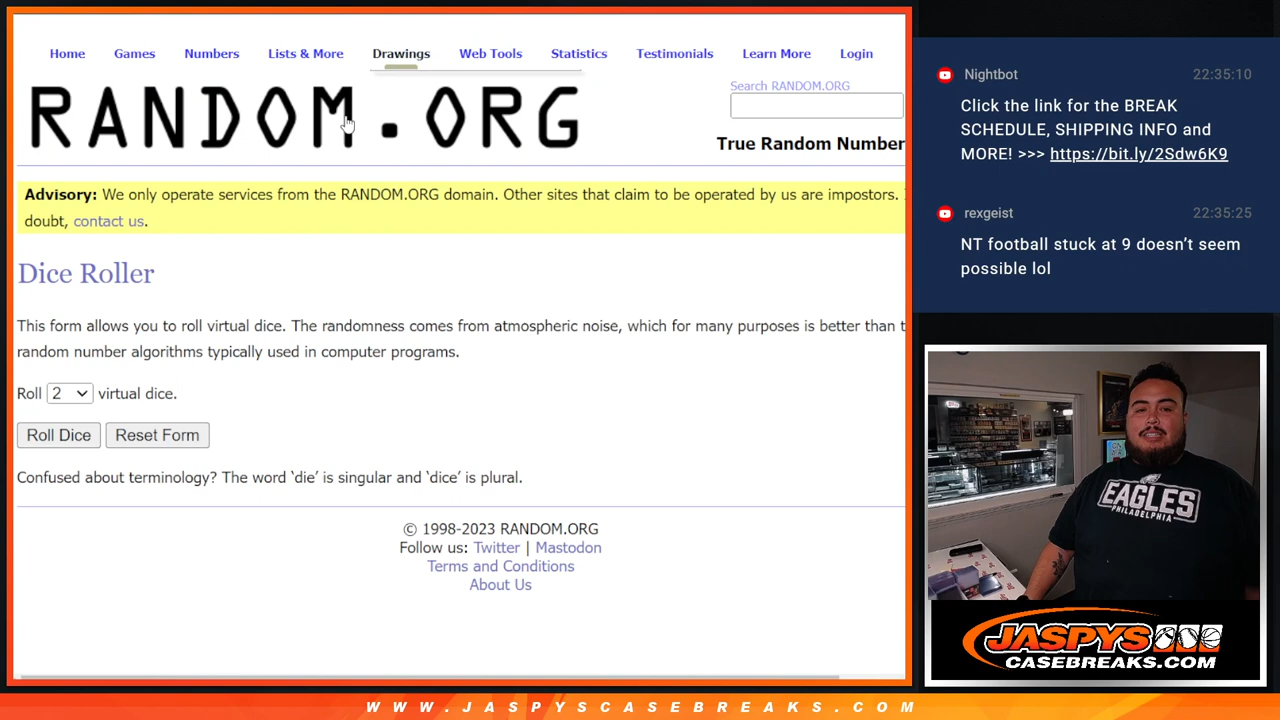 Home Games Numbers Lists & More Drawings Web Tools Statistics Testimonials Learn More Login
RANDOM.ORG
Search RANDOM.ORG
True Random Number
Advisory: We only operate services from the RANDOM.ORG domain. Other sites that claim to be operated by us are impostors.
doubt, contact us.
Dice Roller
This form allows you to roll virtual dice. The randomness comes from atmospheric noise, which for many purposes is better than t
random number algorithms typically used in computer programs.
Roll 2 virtual dice.
Roll Dice Reset Form
Confused about terminology? The word ‘die’ is singular and ‘dice’ is plural.
© 1998-2023 RANDOM.ORG
Follow us: Twitter | Mastodon
Terms and Conditions
About Us
Nightbot 22:35:10
Click the link for the BREAK
SCHEDULE, SHIPPING INFO and
MORE! >>> https://bit.ly/2Sdw6K9
rexgeist 22:35:25
NT football stuck at 9 doesn’t seem
possible lol
EAGLES
PHILADELPHIA
JASPYS
CASEBREAKS.COM
WWW.JASPYSCASEBREAKS.COM